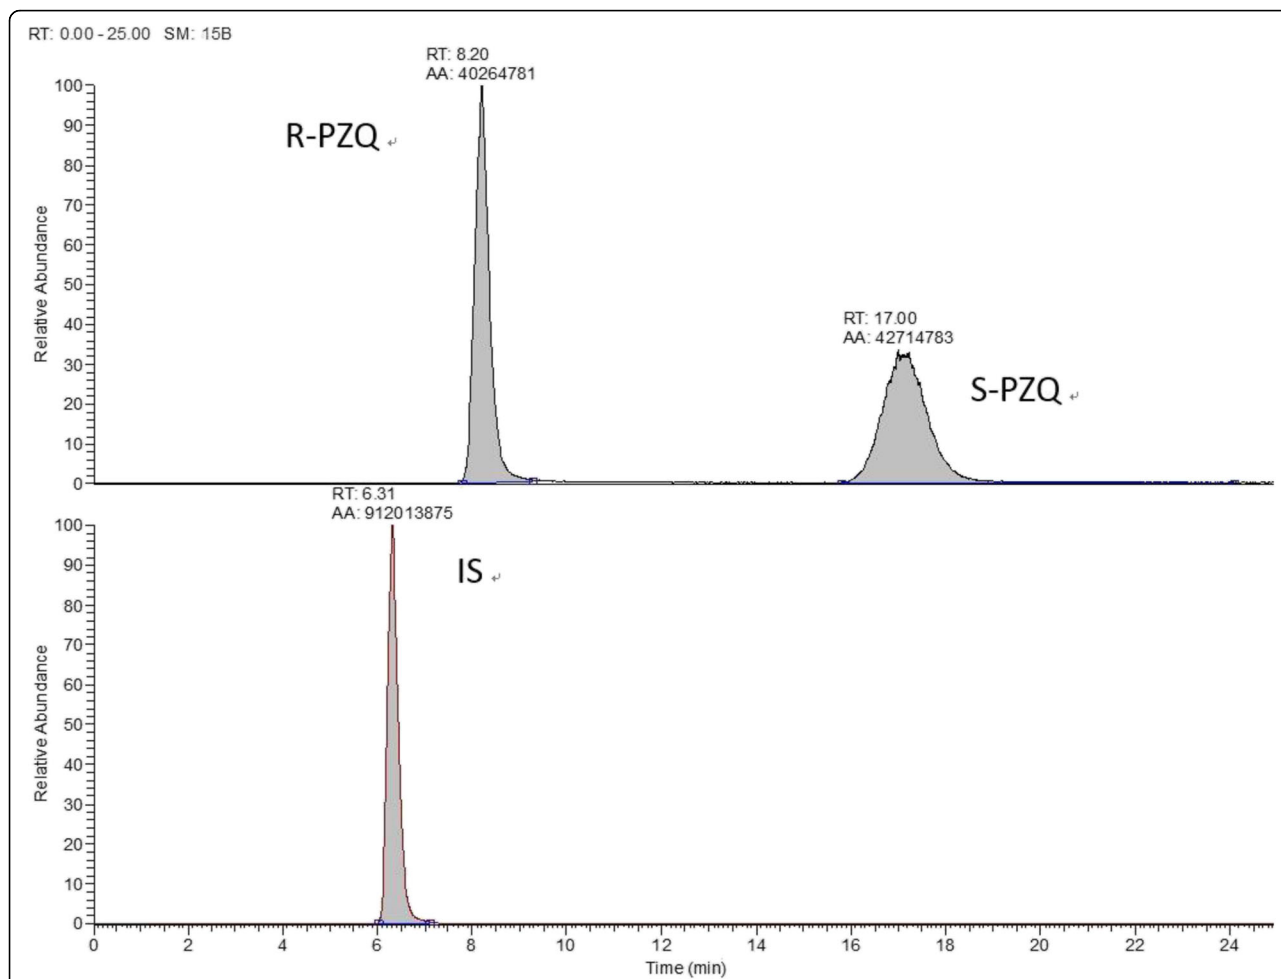 RT: 0.00 - 25.00 SM: 15B
RT: 8.20
AA: 40264781
R-PZQ
100
90
80
70
60
50
40
30
20
10
0
Relative Abundance
RT: 17.00
AA: 42714783
S-PZQ
RT: 6.31
AA: 912013875
IS
100
90
80
70
60
50
40
30
20
10
0
Relative Abundance
0 2 4 6 8 10 12 14 16 18 20 22 24
Time (min)